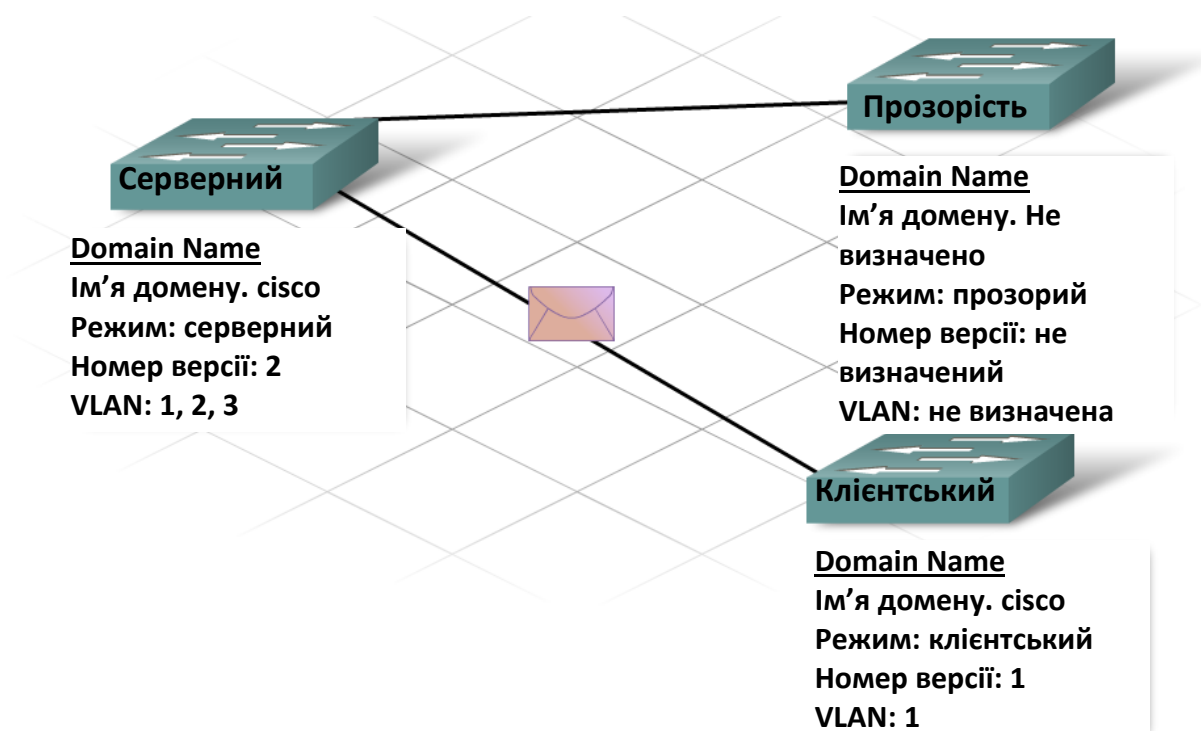 Прозорість
Серверний
Domain Name
Ім’я домену. Не
визначено
Режим: прозорий
Номер версії: не
визначений
VLAN: не визначена
Domain Name
Ім’я домену. cisco
Режим: серверний
Номер версії: 2
VLAN: 1, 2, 3
Клієнтський
Domain Name
Ім’я домену. cisco
Режим: клієнтський
Номер версії: 1
VLAN: 1